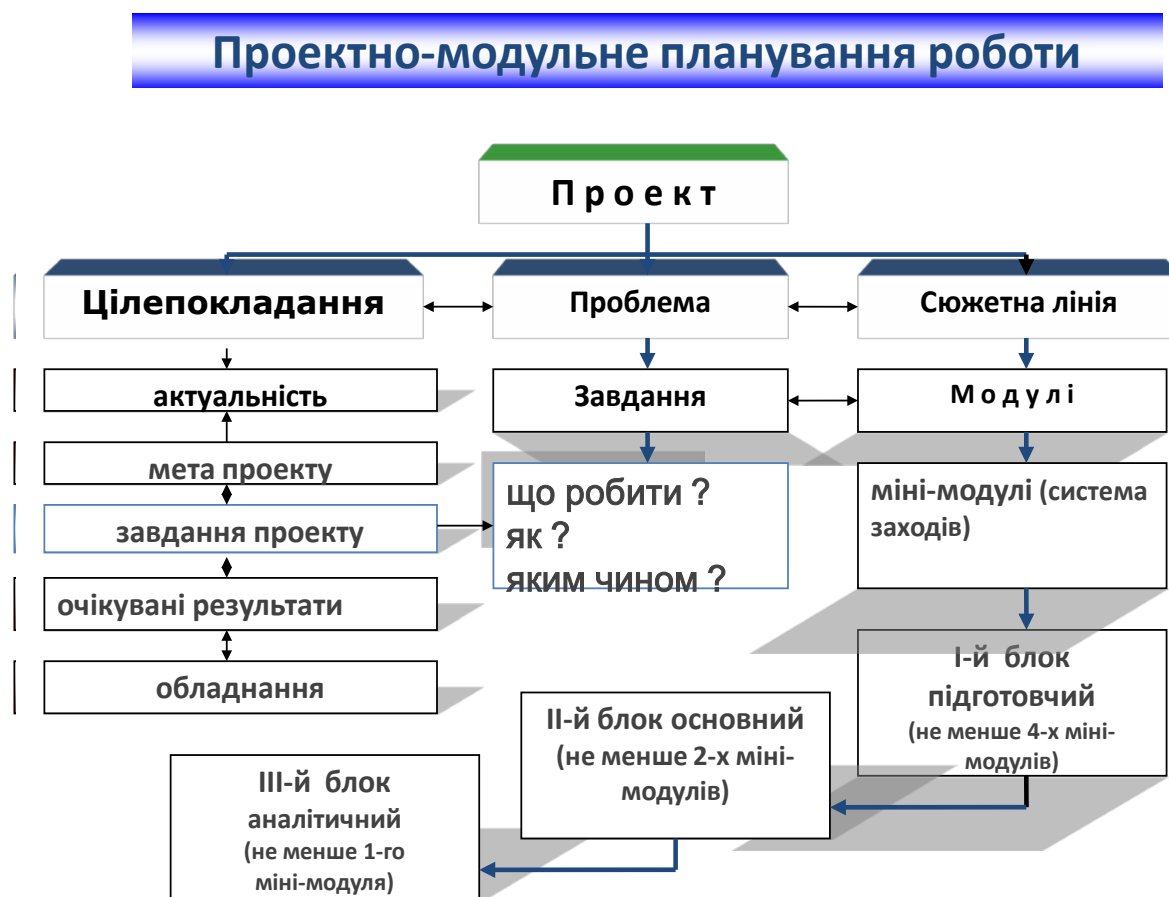 Проектно-модульне планування роботи
П р о е к т
Цілепокладання
Проблема
Сюжетна лінія
актуальність
Завдання
М о д у л і
мета проекту
завдання проекту
очікувані результати
обладнання
що робити ?
як ?
яким чином ?
міні-модулі (система
заходів)
І-й блок
підготовчий
(не менше 4-х міні-
модулів)
ІІ-й блок основний
(не менше 2-х міні-
модулів)
ІІІ-й блок
аналітичний
(не менше 1-го
міні-модуля)